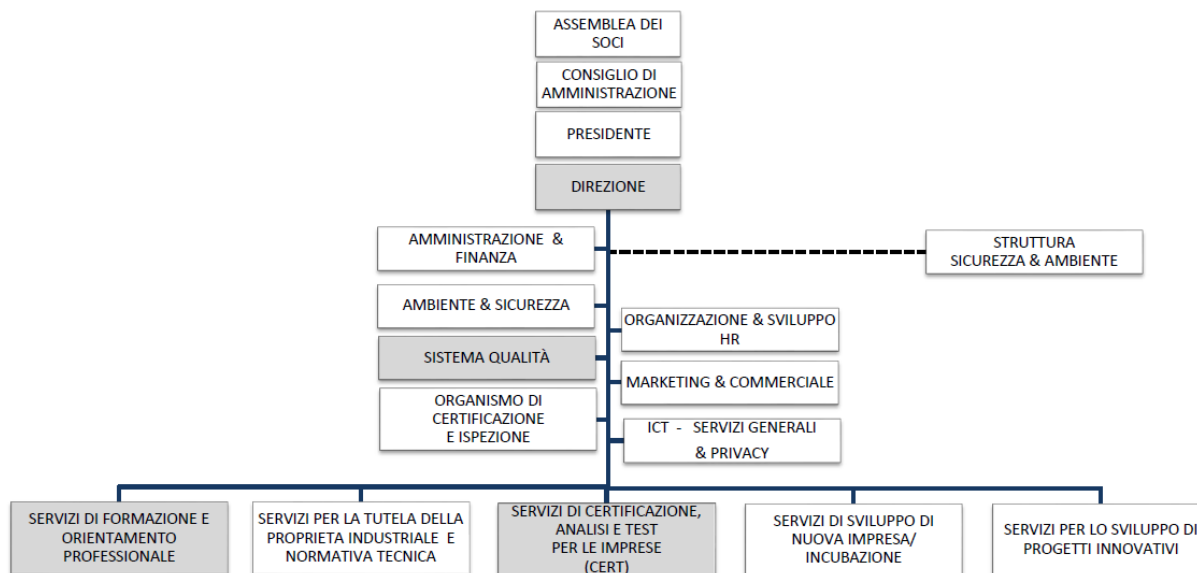 ASSEMBLEA DEI
SOCI
CONSIGLIO DI
AMMINISTRAZIONE
PRESIDENTE
DIREZIONE
AMMINISTRAZIONE &
FINANZA
STRUTTURA
SICUREZZA & AMBIENTE
AMBIENTE & SICUREZZA
ORGANIZZAZIONE & SVILUPPO
HR
SISTEMA QUALITÀ
MARKETING & COMMERCIALE
ORGANISMO DI
CERTIFICAZIONE
E ISPEZIONE
ICT - SERVIZI GENERALI
& PRIVACY
SERVIZI DI FORMAZIONE E
ORIENTAMENTO
PROFESSIONALE
SERVIZI PER LA TUTELA DELLA
PROPRIETA INDUSTRIALE E
NORMATIVA TECNICA
SERVIZI DI CERTIFICAZIONE,
ANALISI E TEST
PER LE IMPRESE
(CERT)
SERVIZI DI SVILUPPO DI
NUOVA IMPRESA/
INCUBAZIONE
SERVIZI PER LO SVILUPPO DI
PROGETTI INNOVATIVI